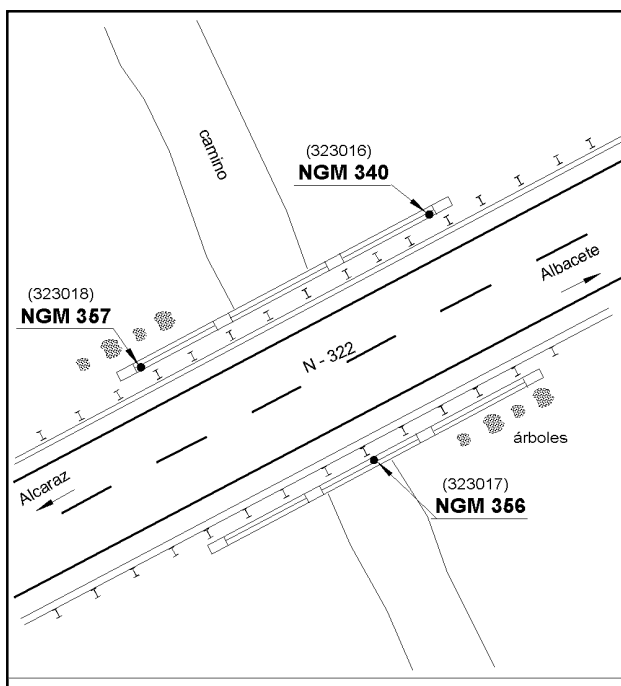 camino
(323016)
NGM 340
Albacete
(323018)
NGM 357
N - 322
árboles
Alcaraz
(323017)
NGM 356